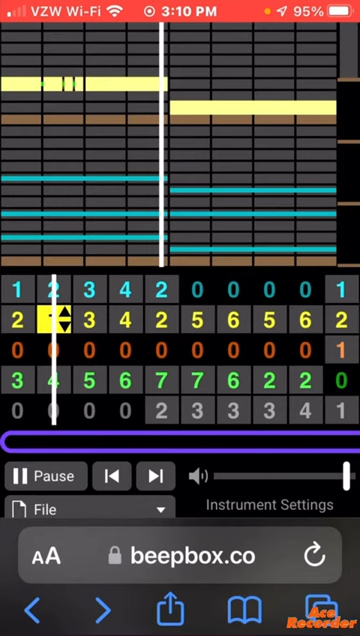 VZW Wi-Fi 3:10 PM 95%
1 2 3 4 2 0 0 0 0 1
2 3 4 2 5 6 5 6 2
0 0 0 0 0 0 0 0 0 1
3 4 5 6 7 7 6 2 2 0
0 0 0 0 2 3 3 3 4 1
Pause
File
Instrument Settings
AA beepbox.co
Ace
Recorder